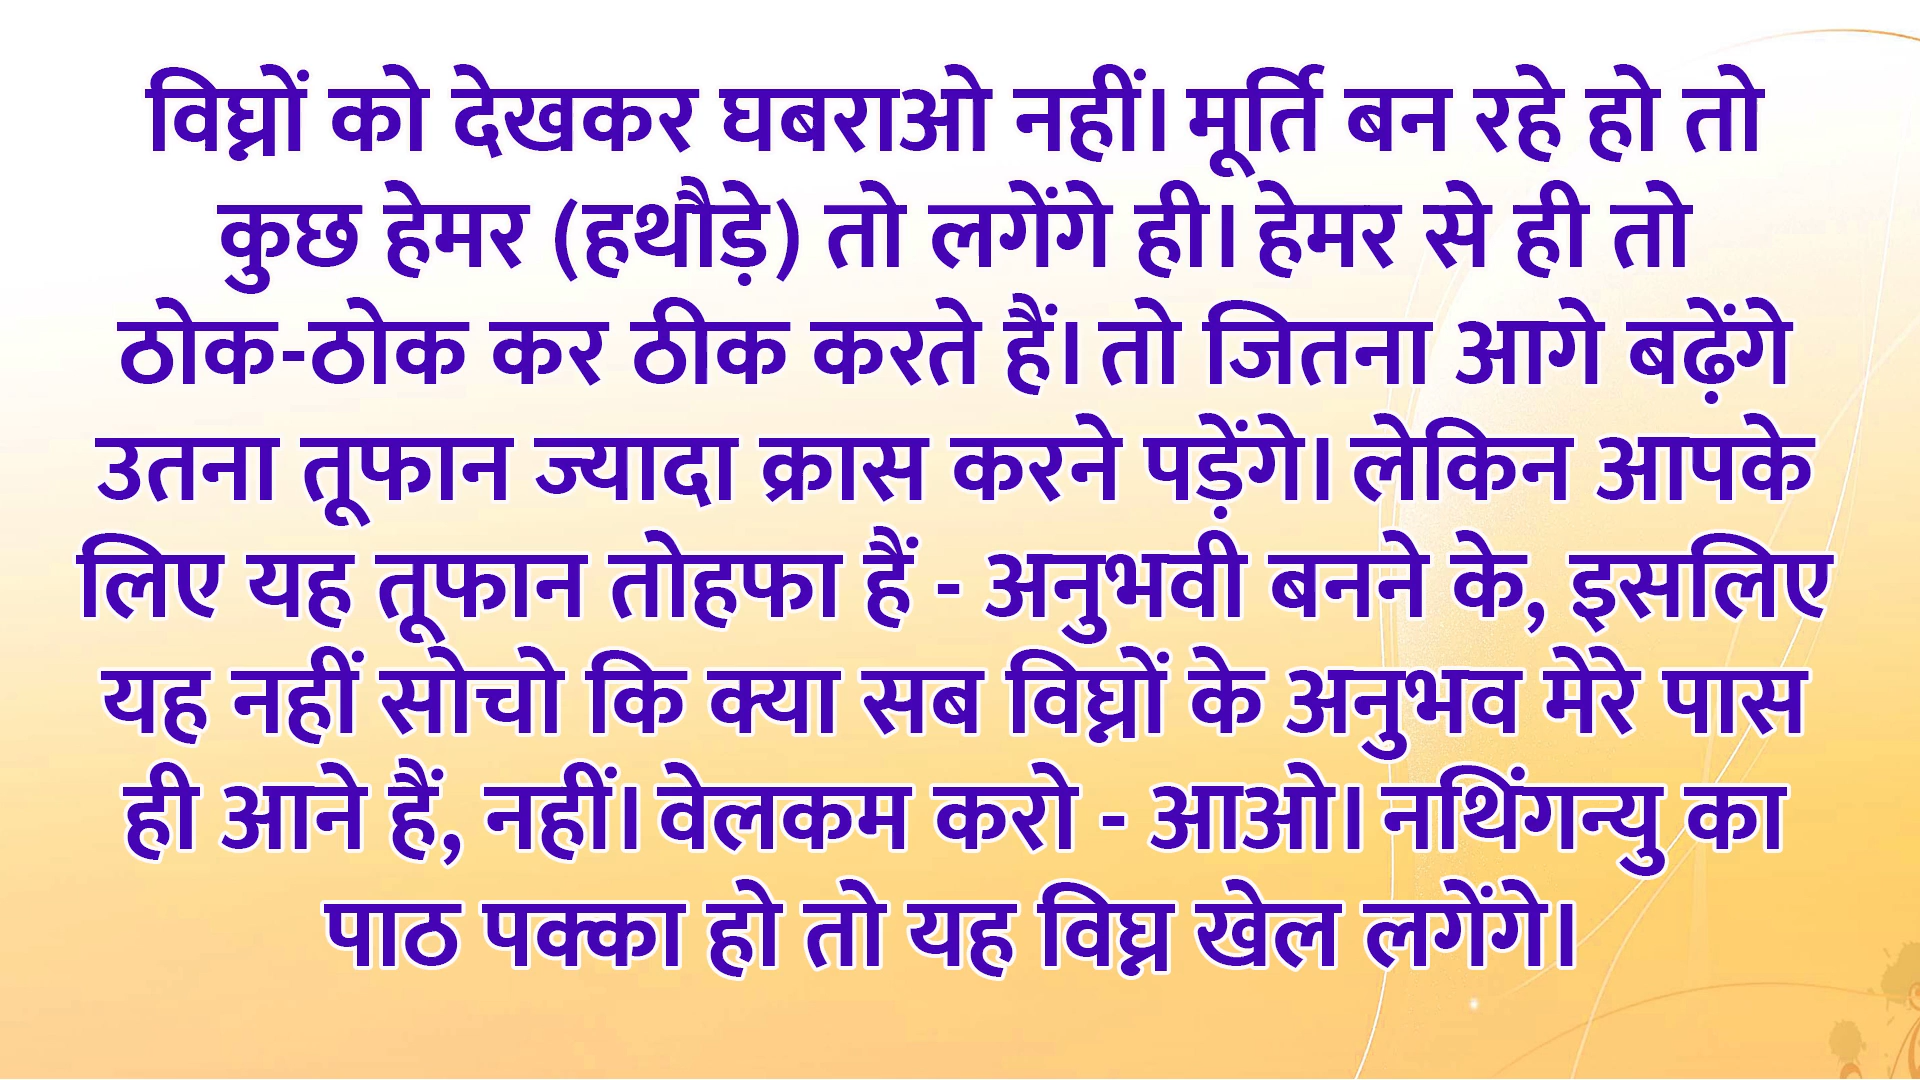 विघ्नों को देखकर घबराओ नहीं। मूर्ति बन रहे हो तो
कुछ हेमर (हथौड़े) तो लगेंगे ही। हेमर से ही तो
ठोक-ठोक कर ठीक करते हैं। तो जितना आगे बढ़ेंगे
उतना तूफान ज्यादा क्रास करने पड़ेंगे। लेकिन आपके
लिए यह तूफान तोहफा हैं - अनुभवी बनने के, इसलिए
यह नहीं सोचो कि क्या सब विघ्नों के अनुभव मेरे पास
ही आने हैं, नहीं। वेलकम करो - आओ। नथिंगन्यु का
पाठ पक्का हो तो यह विघ्न खेल लगेंगे।